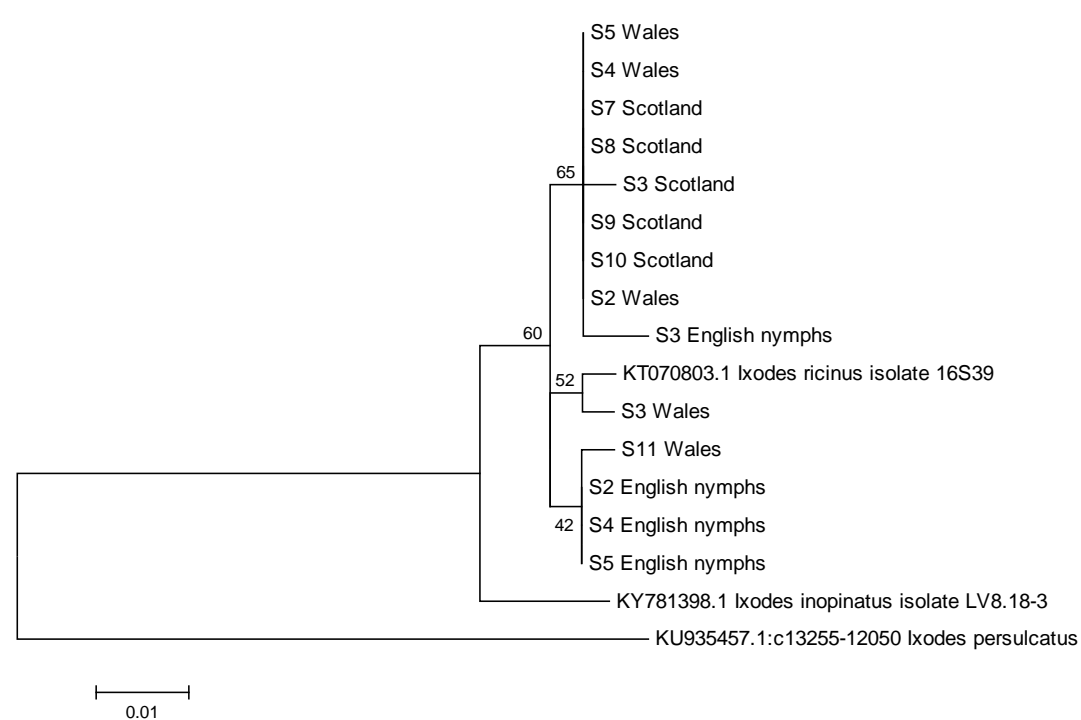 S5 Wales
S4 Wales
S7 Scotland
S8 Scotland
65
S3 Scotland
S9 Scotland
S10 Scotland
S2 Wales
60
S3 English nymphs
KT070803.1 Ixodes ricinus isolate 16S39
52
S3 Wales
S11 Wales
S2 English nymphs
42
S4 English nymphs
S5 English nymphs
KY781398.1 Ixodes inopinatus isolate LV8.18-3
KU935457.1:c13255-12050 Ixodes persulcatus
0.01